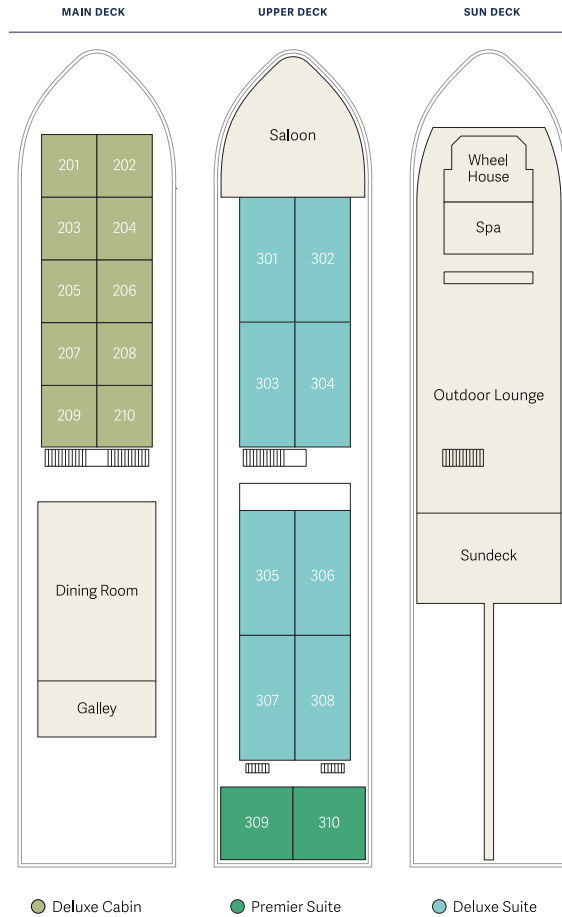 MAIN DECK
UPPER DECK
SUN DECK
201 202
203 204
205 206
207 208
209 210
Dining Room
Galley
Saloon
301 302
303 304
305 306
307 308
309 310
Wheel
House
Spa
Outdoor Lounge
Sundeck
Deluxe Cabin
Premier Suite
Deluxe Suite